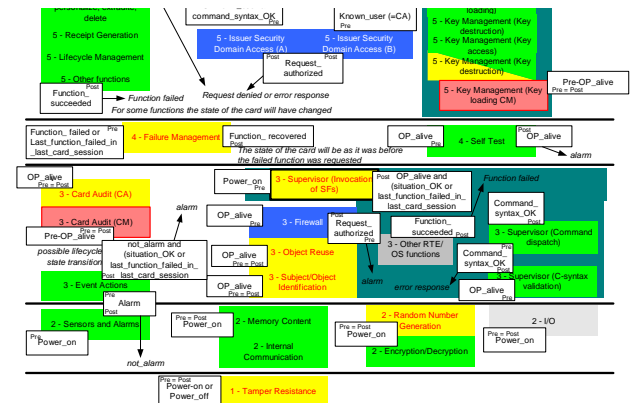 personalize, extradite,
delete
5 - Receipt Generation
5 - Lifecycle Management
5 - Other functions
Post
Function_
succeeded
Function failed
For some functions the state of the card will have changed
command_syntax_OK
Pre
Known_user (=CA)
Pre
5 - Issuer Security
Domain Access (A)
5 - Issuer Security
Domain Access (B)
Post
Request_
authorized
Post
Request denied or error response
loading)
5 - Key Management (Key
destruction)
5 - Key Management (Key
access)
5 - Key Management (Key
destruction)
5 - Key Management (Key
loading CM)
Pre-OP_alive
Pre = Post
Function_ failed or
Last_function_failed_in
_last_card_session
Pre
4 - Failure Management
Post
Function_ recovered
The state of the card will be as it was before
the failed function was requested
OP_alive
Pre
4 - Self Test
Post
OP_alive
alarm
OP_alive
Pre = Post
3 - Card Audit (CA)
3 - Card Audit (CM)
Pre-OP_alive
Pre = Post
possible lifecycle
state transition
alarm
not_alarm and
(situation_OK or
last_function_failed_in
_last_card_session
Post
3 - Event Actions
Power_on
Pre
3 - Supervisor (Invocation
of SFs)
Post
OP_alive and
(situation_OK or
last_function_failed_in
_last_card_session
Function failed
OP_alive
Pre
3 - Firewall
Request_
authorized
Pre
Function_
succeeded
Post
3 - Other RTE/
OS functions
Command_
syntax_OK
Post
3 - Supervisor (Command
dispatch)
OP_alive
Pre = Post
3 - Object Reuse
OP_alive
Pre = Post
3 - Subject/Object
Identification
alarm
error response
Command_
syntax_OK
Pre
Post
3 - Supervisor (C-syntax
validation)
OP_alive
Pre
Pre
Alarm
Post
2 - Sensors and Alarms
Pre = Post
Power_on
not_alarm
Pre = Post
Power_on
2 - Memory Content
2 - Internal
Communication
2 - Random Number
Generation
Pre = Post
Power_on
2 - Encryption/Decryption
2 - I/O
Pre = Post
Power_on
Pre = Post
Power-on or
Power_off
1 - Tamper Resistance